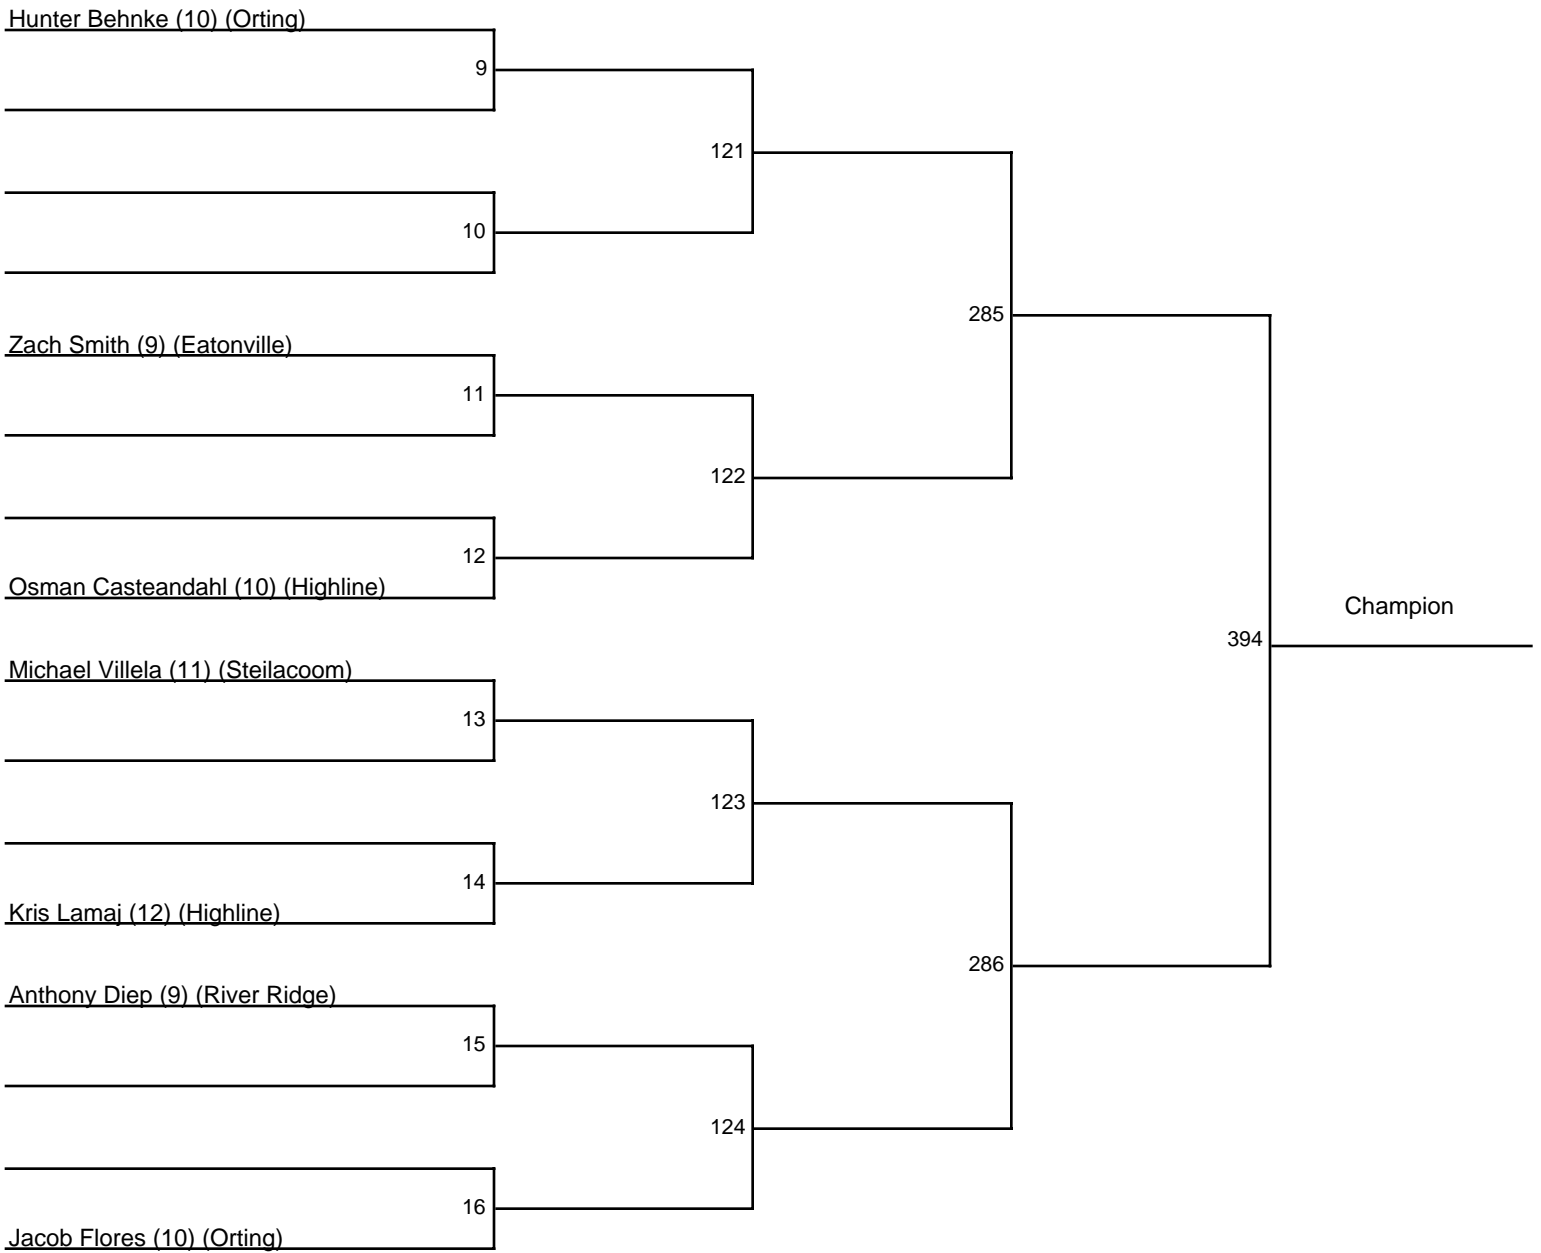 Hunter Behnke (10) (Orting)
9
121
10
285
Zach Smith (9) (Eatonville)
11
122
12
Osman Casteandahl (10) (Highline)
Champion
394
Michael Villela (11) (Steilacoom)
13
123
14
Kris Lamaj (12) (Highline)
286
Anthony Diep (9) (River Ridge)
15
124
16
Jacob Flores (10) (Orting)